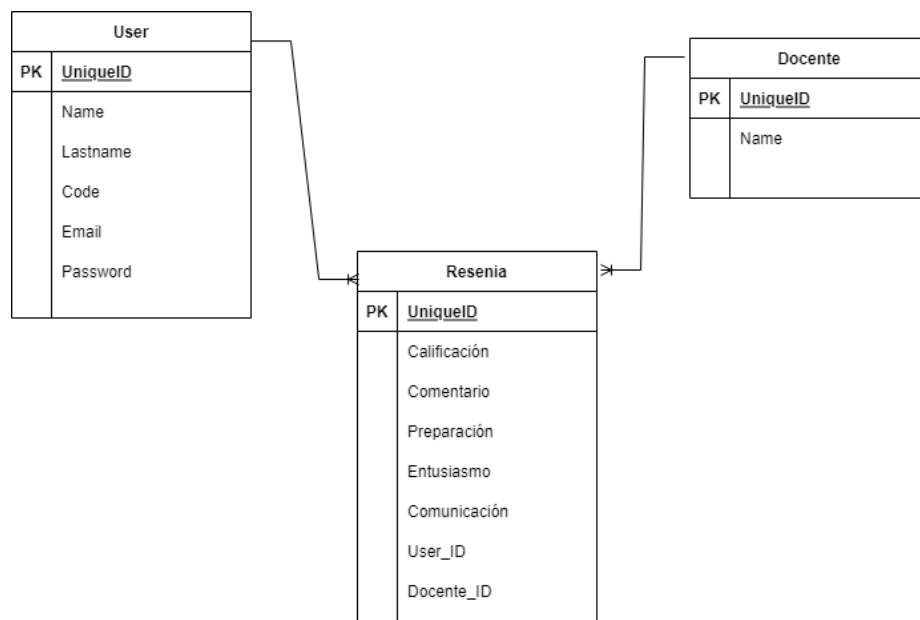 User
PK UniqueID
Name
Lastname
Code
Email
Password
Docente
PK UniqueID
Name
Resenia
PK UniqueID
Calificación
Comentario
Preparación
Entusiasmo
Comunicación
User_ID
Docente_ID